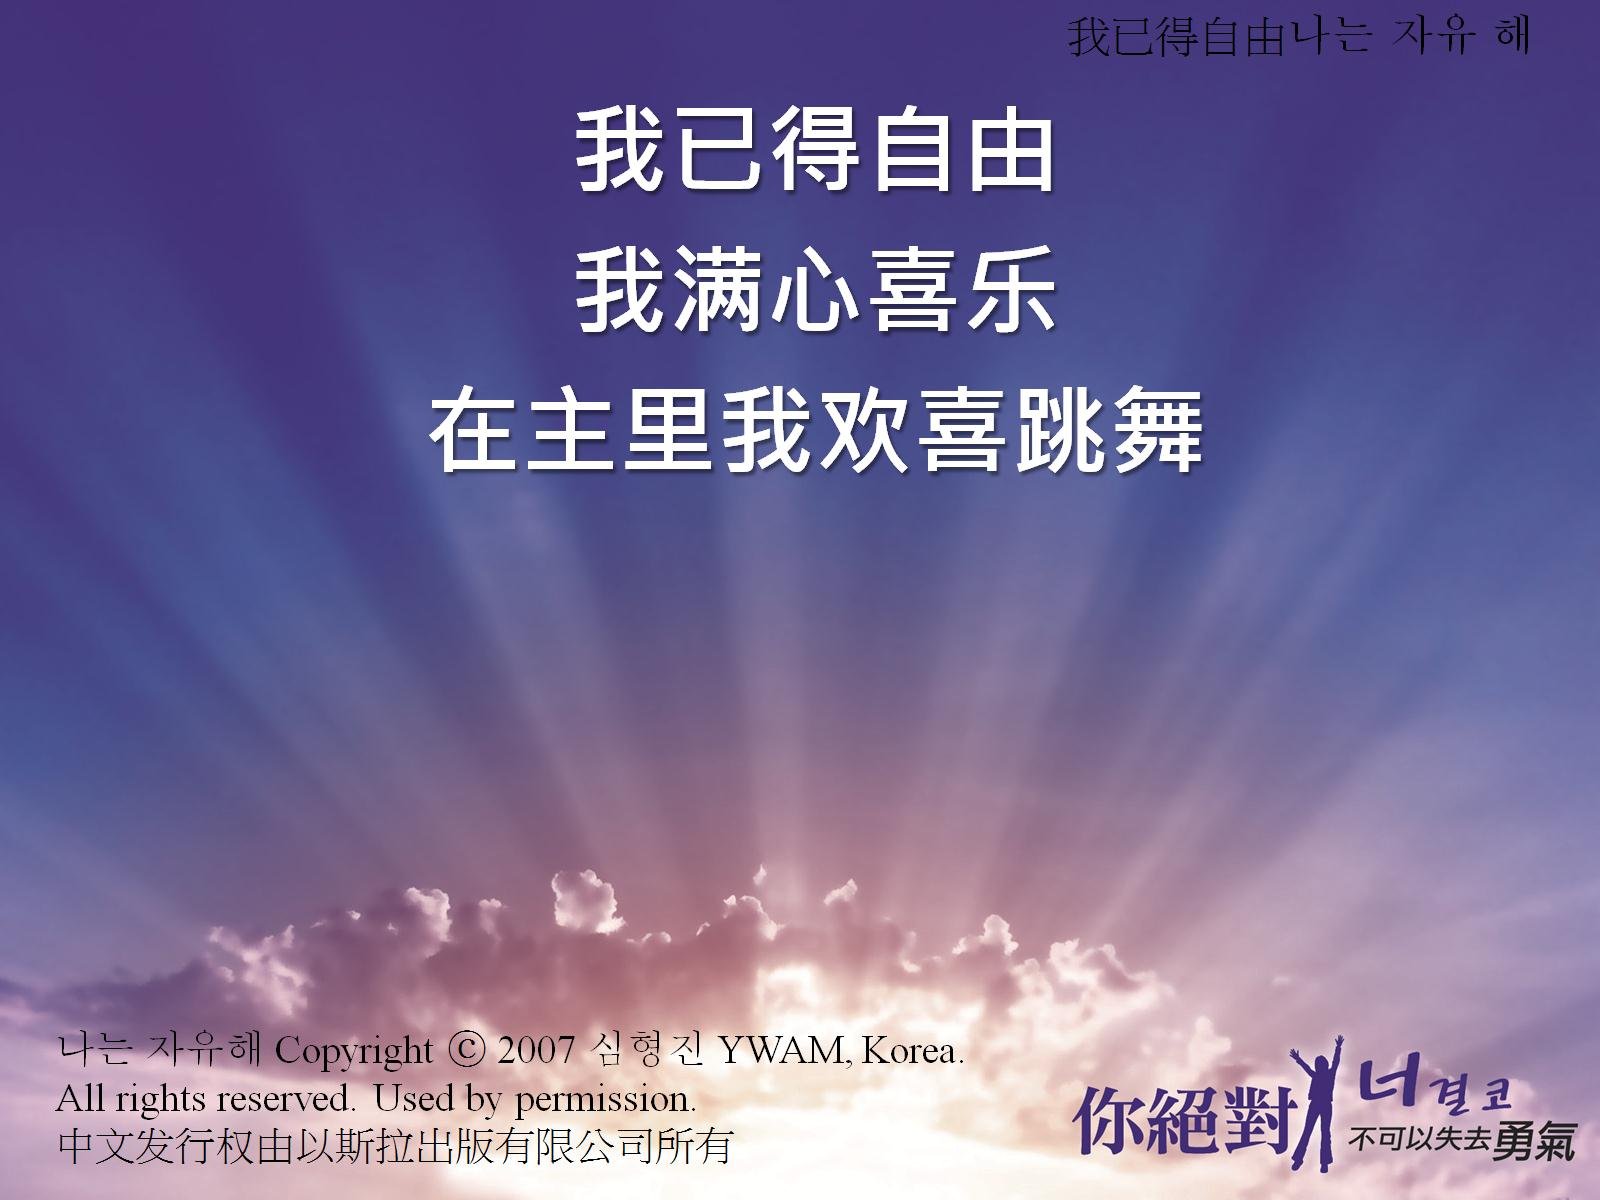 我已得自由나는 자유 해
我已得自由
我满心喜乐
在主里我欢喜跳舞
나는 자유해 Copyright ⓒ 2007 심형진 YWAM, Korea.
All rights reserved. Used by permission.
中文发行权由以斯拉出版有限公司所有
你絕對 너 결코
不可以失去勇氣